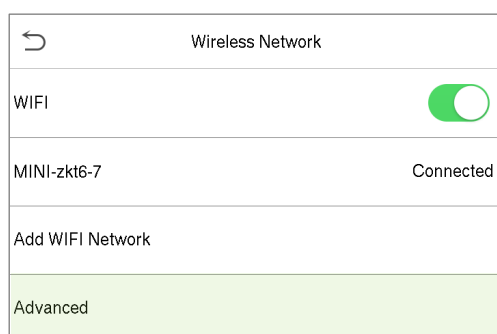 Wireless Network
WIFI
MINI-zkt6-7
Connected
Add WIFI Network
Advanced